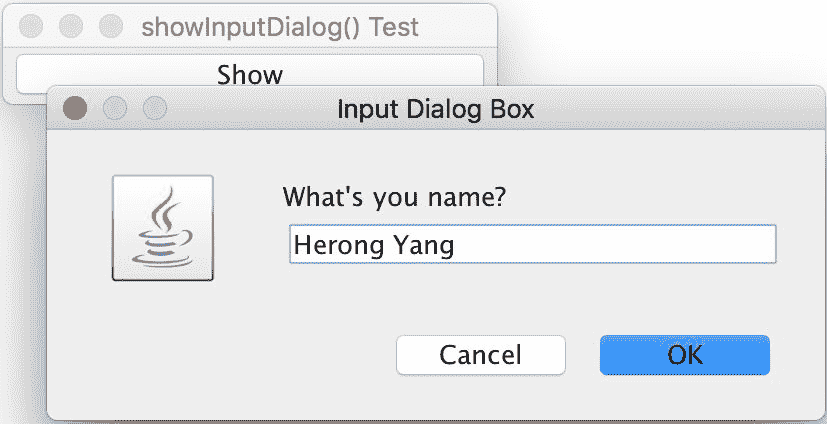 showInputDialog() Test
Show
Input Dialog Box
What's you name?
Herong Yang
Cancel
OK